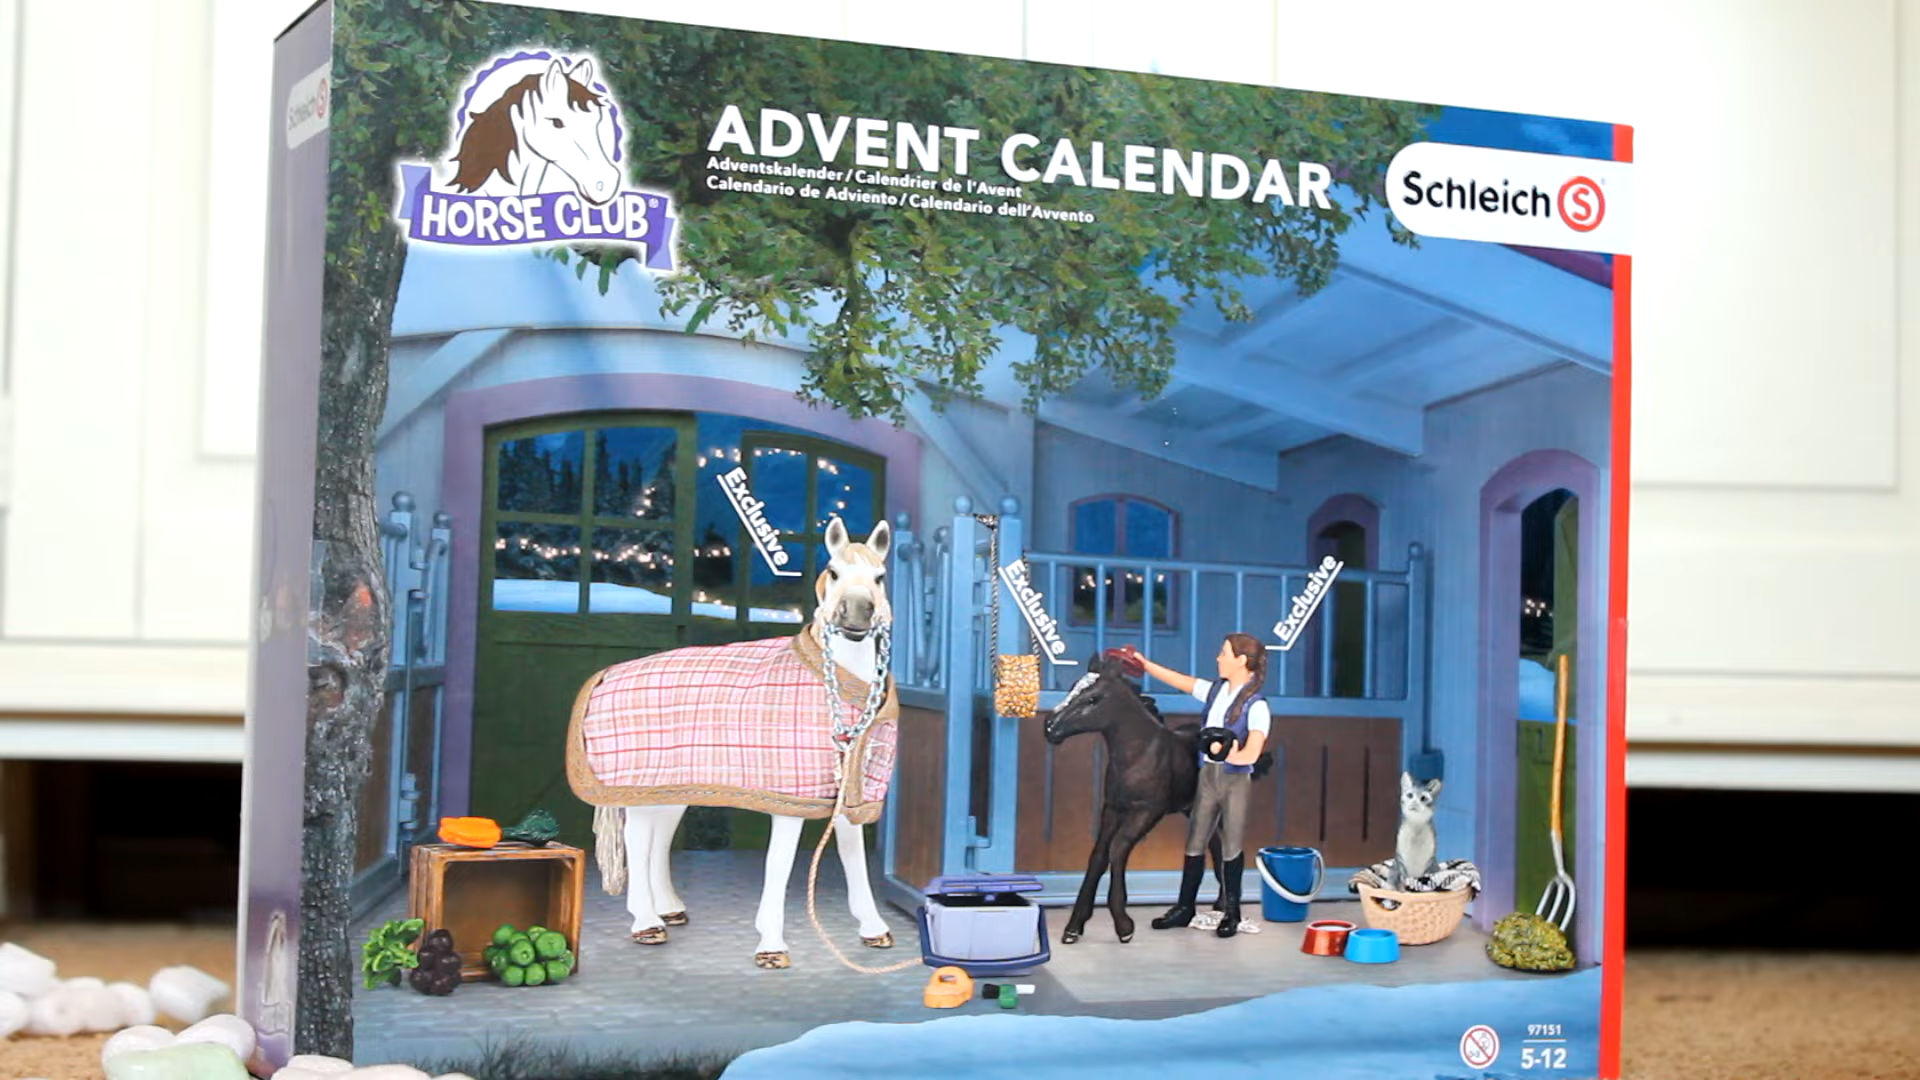 Schleich S
HORSE CLUB®
ADVENT CALENDAR
Adventskalender / Calendrier de l'Avent
Calendario de Adviento / Calendario dell'Avvento
Schleich S
Exclusive
Exclusive
Exclusive
97151
5-12